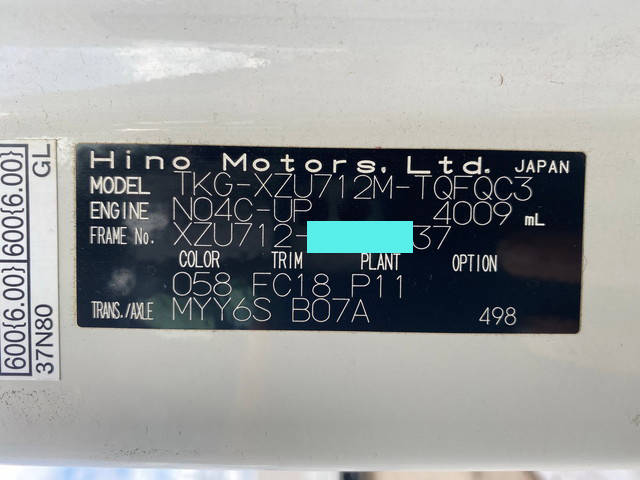 Hino Motors, Ltd. JAPAN
MODEL TKG-XZU712M-TQFQC3
ENGINE N04C-UP 4009 mL
FRAME No. XZU712- 37
COLOR TRIM PLANT OPTION
058 FC18 P11
TRANS./AXLE MYY6S B07A 498
600{6.00} 600{6.00}
37N80 GL